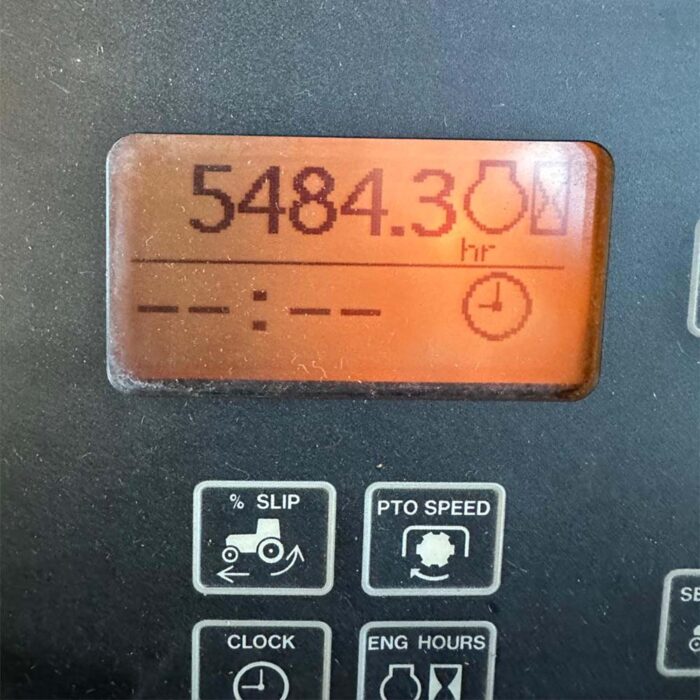 5484.3
hr
--:--
% SLIP
PTO SPEED
CLOCK
ENG HOURS